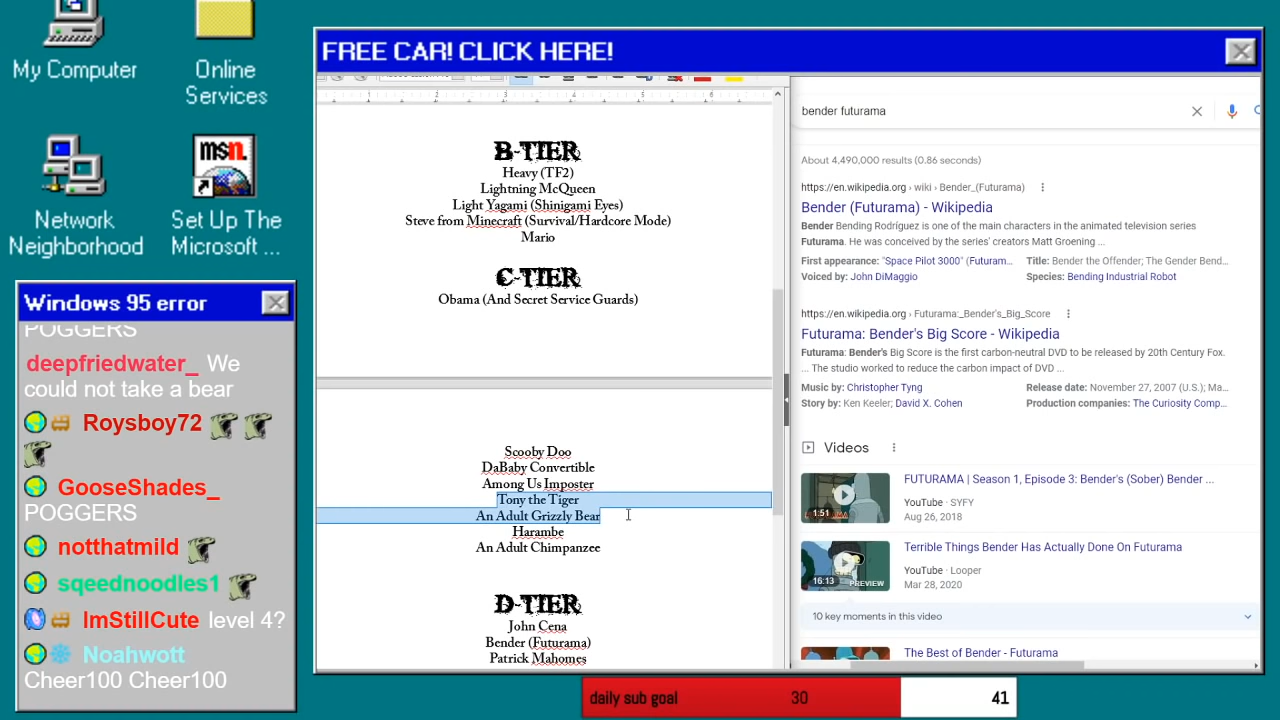 My Computer
Online
Services
Network
Neighborhood
msn.
Set Up The
Microsoft ...
Windows 95 error
POGGERS
deepfriedwater_ We
could not take a bear
Roysboy72
GooseShades_
POGGERS
notthatmild
sqeednoodles1
ImStillCute level 4?
Noahwott
Cheer100 Cheer100
FREE CAR! CLICK HERE!
1 2 3 4 5 6
B-TIER
Heavy (TF2)
Lightning McQueen
Light Yagami (Shinigami Eyes)
Steve from Minecraft (Survival/Hardcore Mode)
Mario
C-TIER
Obama (And Secret Service Guards)
Scooby Doo
DaBaby Convertible
Among Us Imposter
Tony the Tiger
An Adult Grizzly Bear
Harambe
An Adult Chimpanzee
D-TIER
John Cena
Bender (Futurama)
Patrick Mahomes
bender futurama
About 4,490,000 results (0.86 seconds)
https://en.wikipedia.org › wiki › Bender_(Futurama)
Bender (Futurama) - Wikipedia
Bender Bending Rodríguez is one of the main characters in the animated television series
Futurama. He was conceived by the series' creators Matt Groening ...
First appearance: "Space Pilot 3000" (Futuram... Title: Bender the Offender; The Gender Bend...
Voiced by: John DiMaggio Species: Bending Industrial Robot
https://en.wikipedia.org › wiki › Futurama:_Bender's_Big_Score
Futurama: Bender's Big Score - Wikipedia
Futurama: Bender's Big Score is the first carbon-neutral DVD to be released by 20th Century Fox.
... The studio worked to reduce the carbon impact of DVD ...
Music by: Christopher Tyng Release date: November 27, 2007 (U.S.); Ma...
Story by: Ken Keeler; David X. Cohen Production companies: The Curiosity Comp...
Videos
FUTURAMA | Season 1, Episode 3: Bender's (Sober) Bender ...
1:51
YouTube · SYFY
Aug 26, 2018
Terrible Things Bender Has Actually Done On Futurama
16:13 PREVIEW
YouTube · Looper
Mar 28, 2020
10 key moments in this video
The Best of Bender - Futurama
daily sub goal 30 41